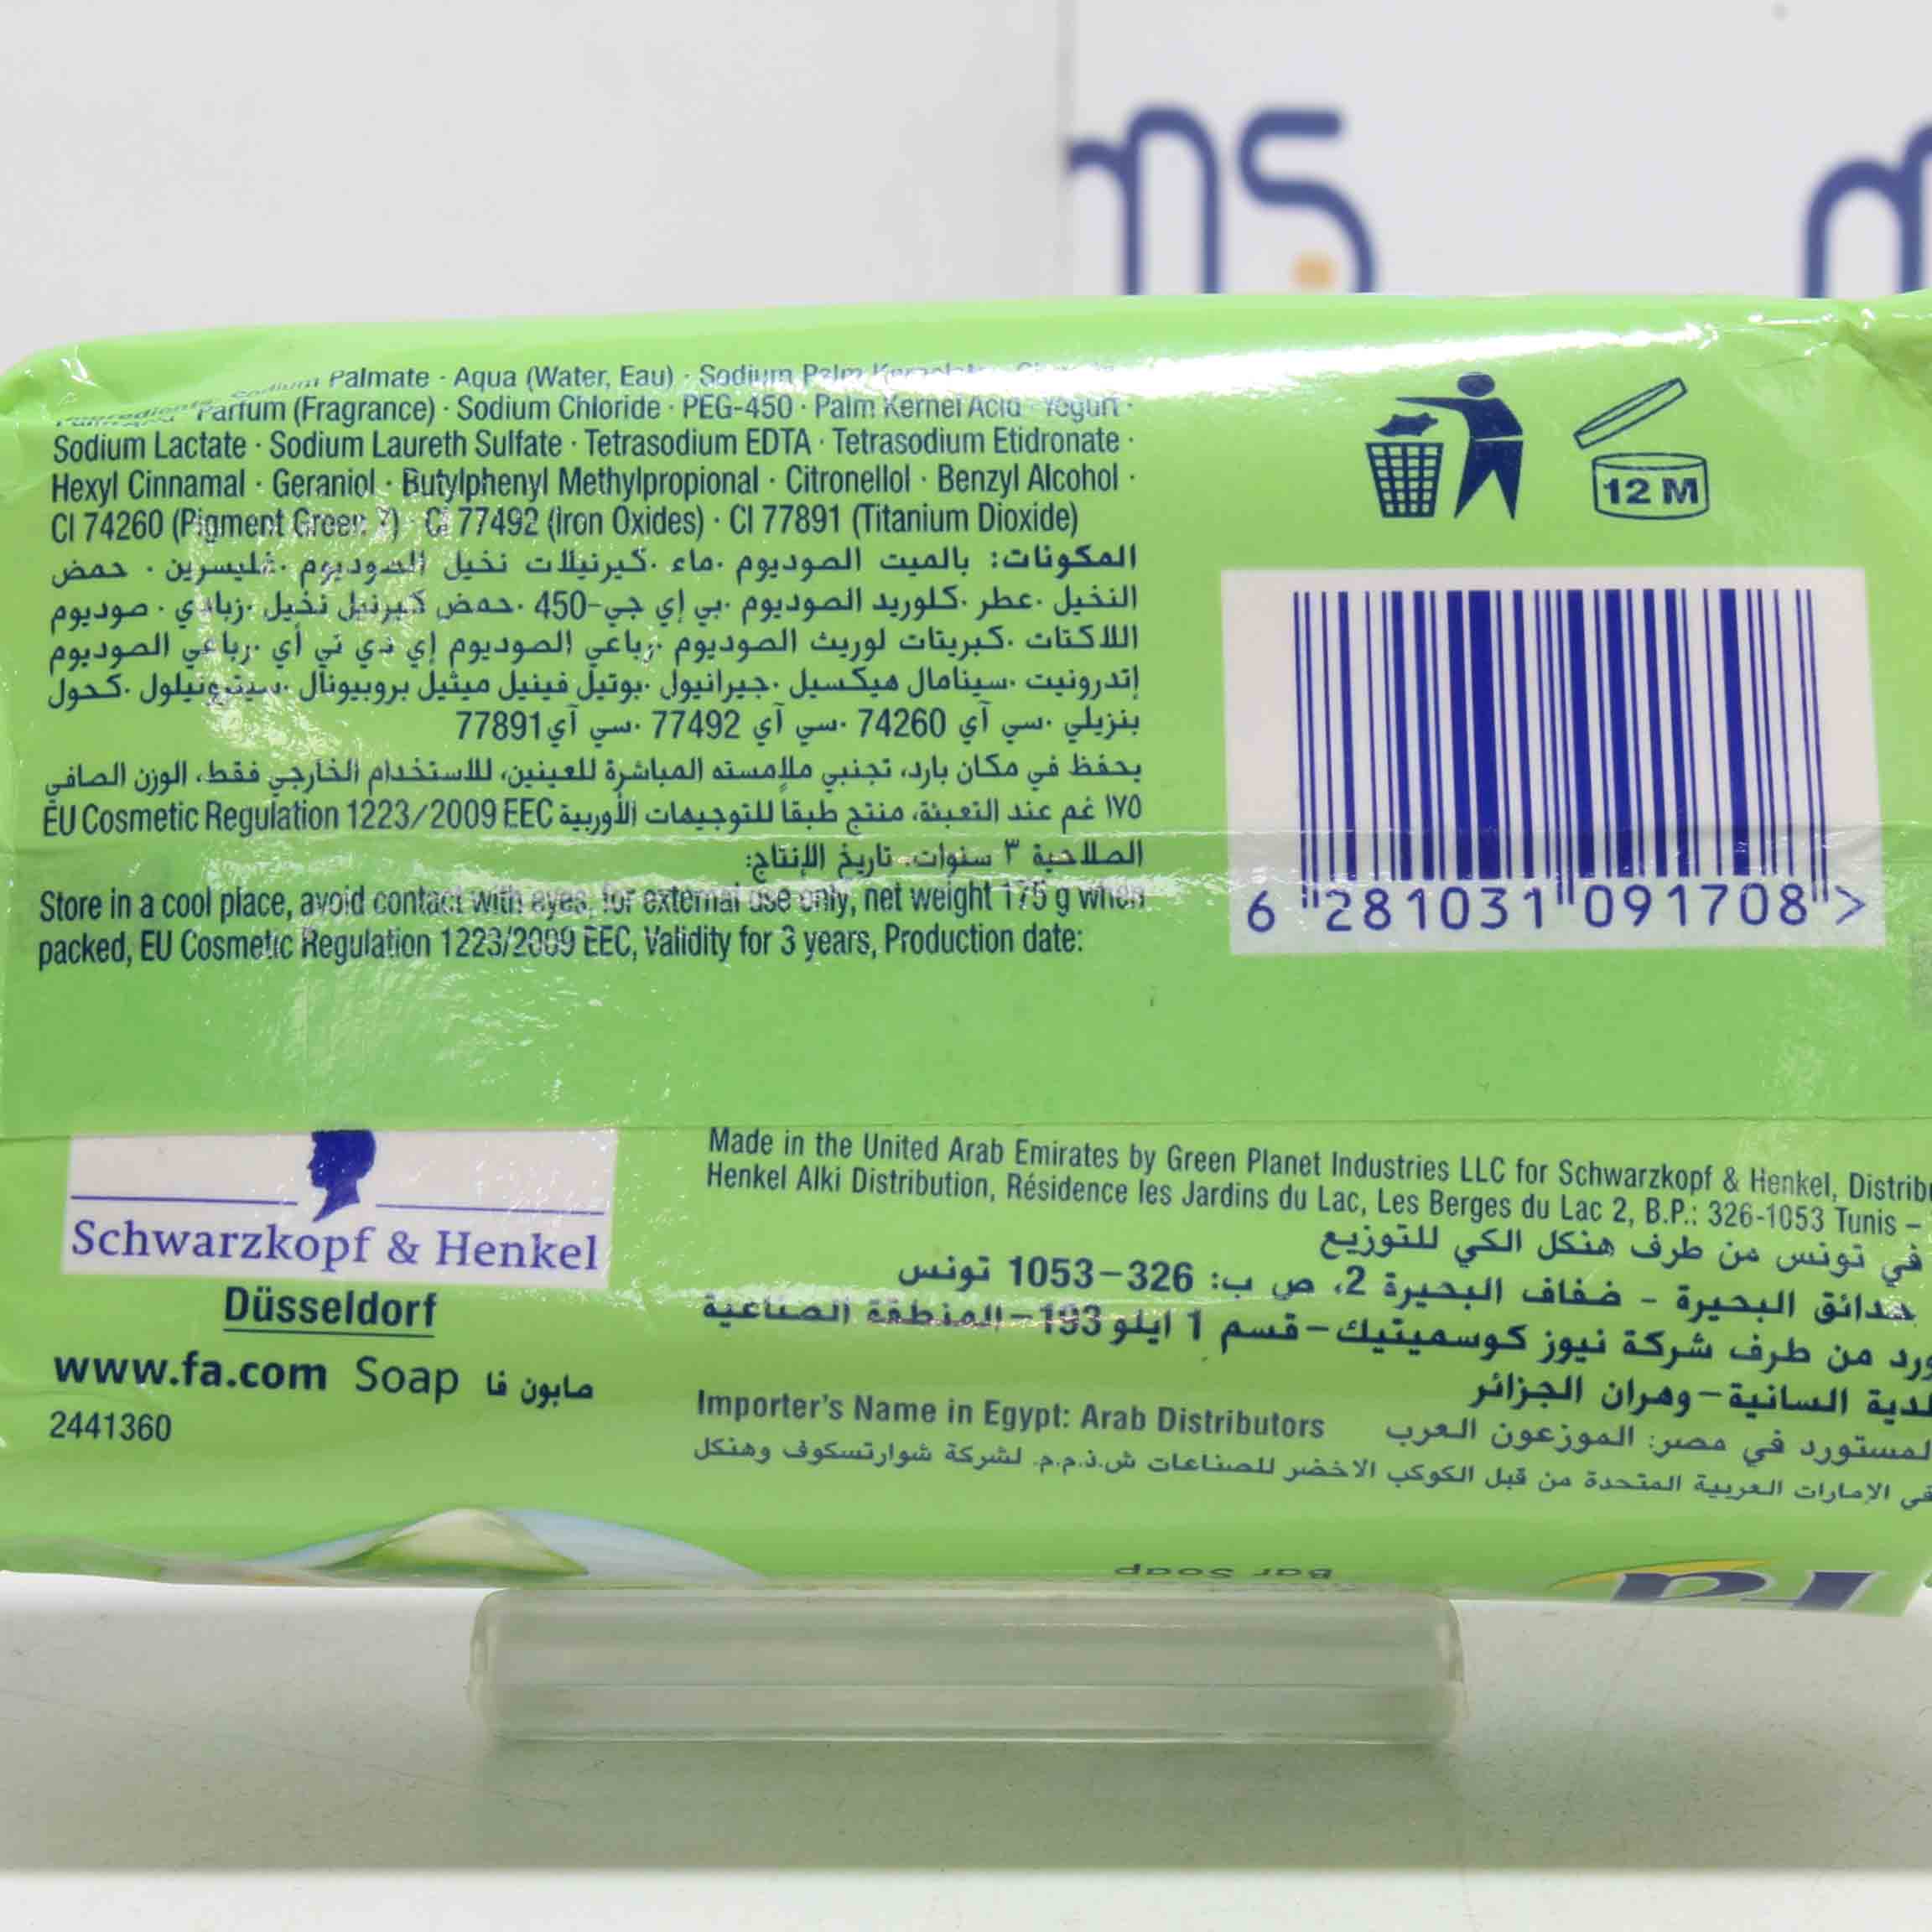 ms
Palmate · Aqua (Water, Eau) · Sodium Palm
Parfum (Fragrance) · Sodium Chloride · PEG-450 · Palm Kernel Acid · Yogurt ·
Sodium Lactate · Sodium Laureth Sulfate · Tetrasodium EDTA · Tetrasodium Etidronate ·
Hexyl Cinnamal · Geraniol · Butylphenyl Methylpropional · Citronellol · Benzyl Alcohol ·
CI 74260 (Pigment Green 7) · CI 77492 (Iron Oxides) · CI 77891 (Titanium Dioxide)
المكونات: بالميت الصوديوم ·ماء ·كيرنيلات نخيل الصوديوم ·غليسرين · حمض
النخيل ·عطر ·كلوريد الصوديوم ·بي إي جي-450 ·حمض كيرنيل نخيل ·زبادي · صوديوم
اللاكتات ·كبريتات لوريث الصوديوم ·رباعي الصوديوم إي دي تي أي ·رباعي الصوديوم
إتدرونيت ·سينامال هيكسيل ·جيرانيول ·بوتيل فينيل ميثيل بروبيونال ·سيترونيلول ·كحول
بنزيلي ·سي آي 74260 ·سي آي 77492 ·سي آي 77891
يحفظ في مكان بارد، تجنبي ملامسته المباشرة للعينين، للاستخدام الخارجي فقط، الوزن الصافي
١٧٥ غم عند التعبئة، منتج طبقاً للتوجيهات الأوربية EU Cosmetic Regulation 1223/2009 EEC
الصلاحية ٣ سنوات، تاريخ الإنتاج:
Store in a cool place, avoid contact with eyes, for external use only, net weight 175 g when
packed, EU Cosmetic Regulation 1223/2009 EEC, Validity for 3 years, Production date:
12 M
6 281031 091708 >
Schwarzkopf & Henkel
Düsseldorf
www.fa.com Soap صابون فا
2441360
Made in the United Arab Emirates by Green Planet Industries LLC for Schwarzkopf & Henkel,
Henkel Alki Distribution, Résidence les Jardins du Lac, Les Berges du Lac 2, B.P.: 326-1053 Tunis –
في تونس من طرف هنكل الكي للتوزيع
حدائق البحيرة - ضفاف البحيرة 2، ص ب: 326-1053 تونس
من طرف شركة نيوز كوسميتيك-قسم 1 ايلو 193-المنطقة الصناعية
السانية-وهران الجزائر
Importer's Name in Egypt: Arab Distributors
في مصر: الموزعون العرب
في الإمارات العربية المتحدة من قبل الكوكب الاخضر للصناعات ش.ذ.م.م. لشركة شوارتسكوف وهنكل
Bar Soap
Fa